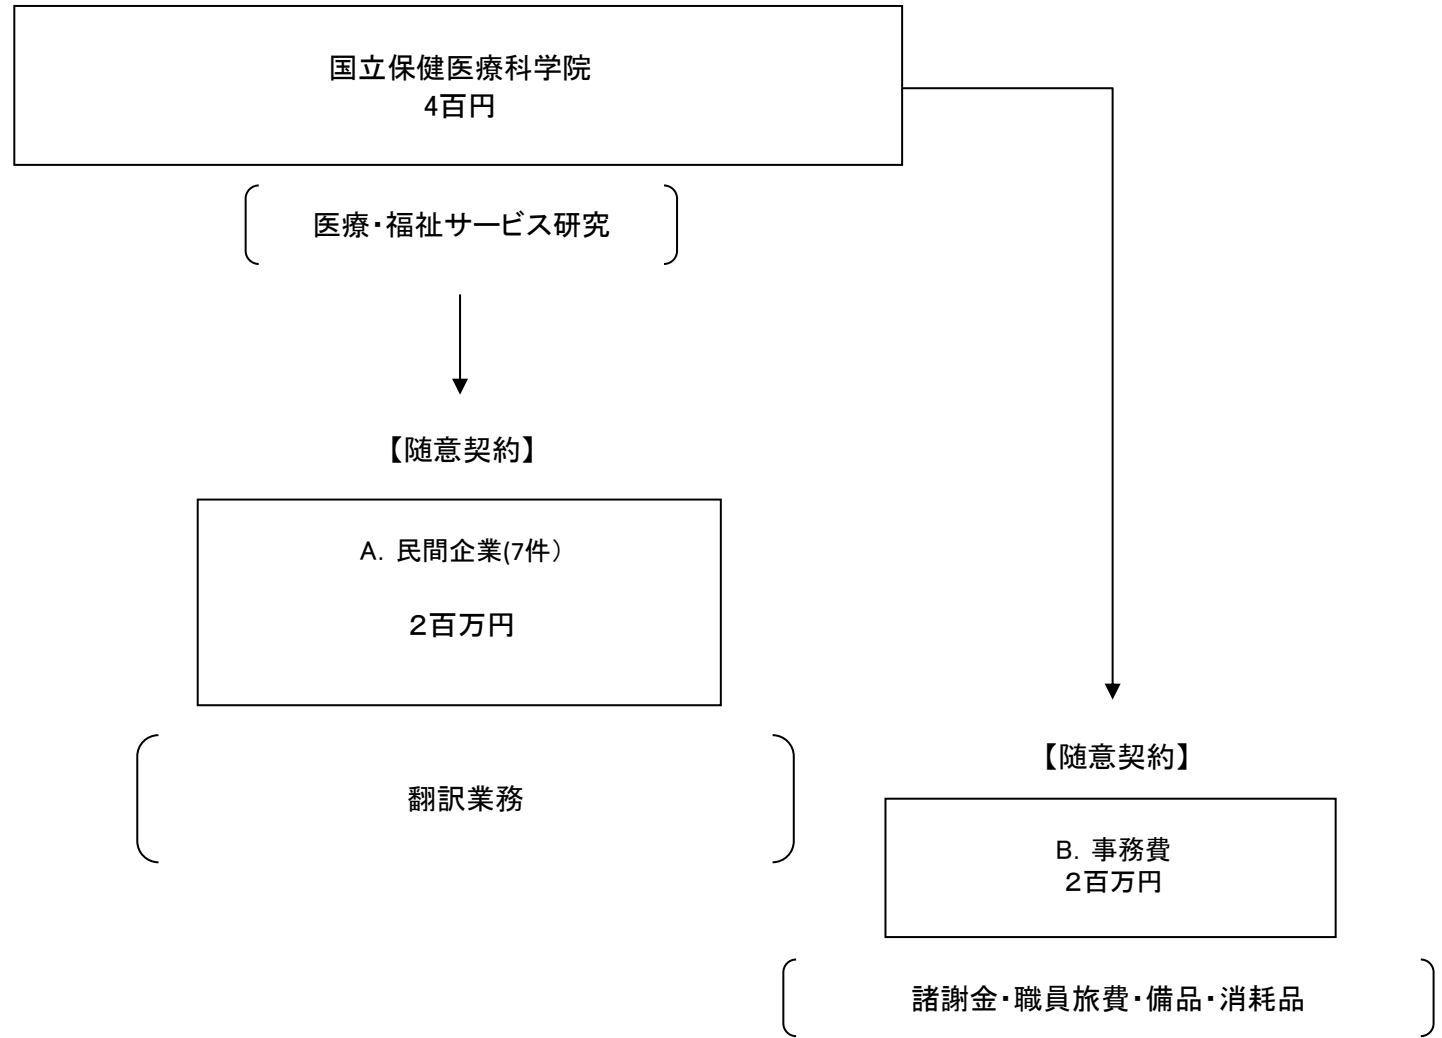 国立保健医療科学院
4百円
医療・福祉サービス研究
【随意契約】
A. 民間企業(7件）
２百万円
翻訳業務
【随意契約】
B. 事務費
２百万円
諸謝金・職員旅費・備品・消耗品